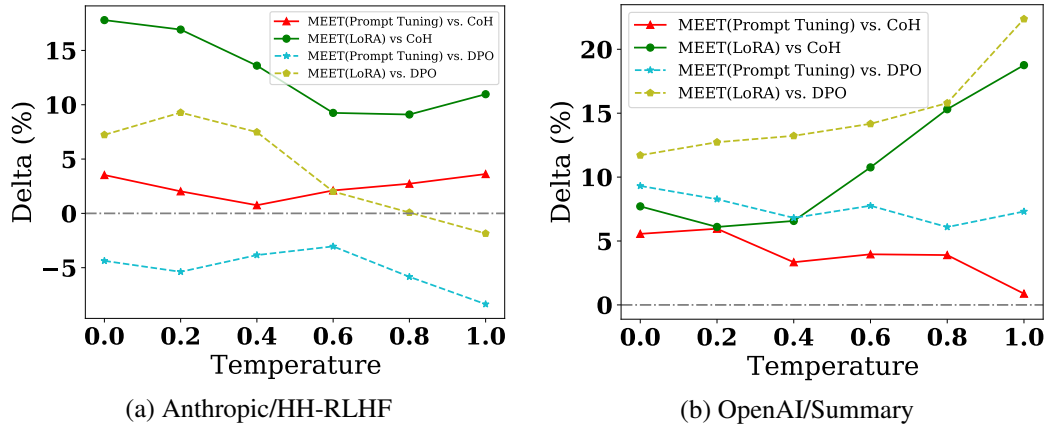 MEET(Prompt Tuning) vs. CoH
MEET(LoRA) vs CoH
MEET(Prompt Tuning) vs. DPO
MEET(LoRA) vs. DPO
15
10
5
0
−5
Delta (%)
0.0 0.2 0.4 0.6 0.8 1.0
Temperature
(a) Anthropic/HH-RLHF
MEET(Prompt Tuning) vs. CoH
MEET(LoRA) vs CoH
MEET(Prompt Tuning) vs. DPO
MEET(LoRA) vs. DPO
20
15
10
5
0
Delta (%)
0.0 0.2 0.4 0.6 0.8 1.0
Temperature
(b) OpenAI/Summary